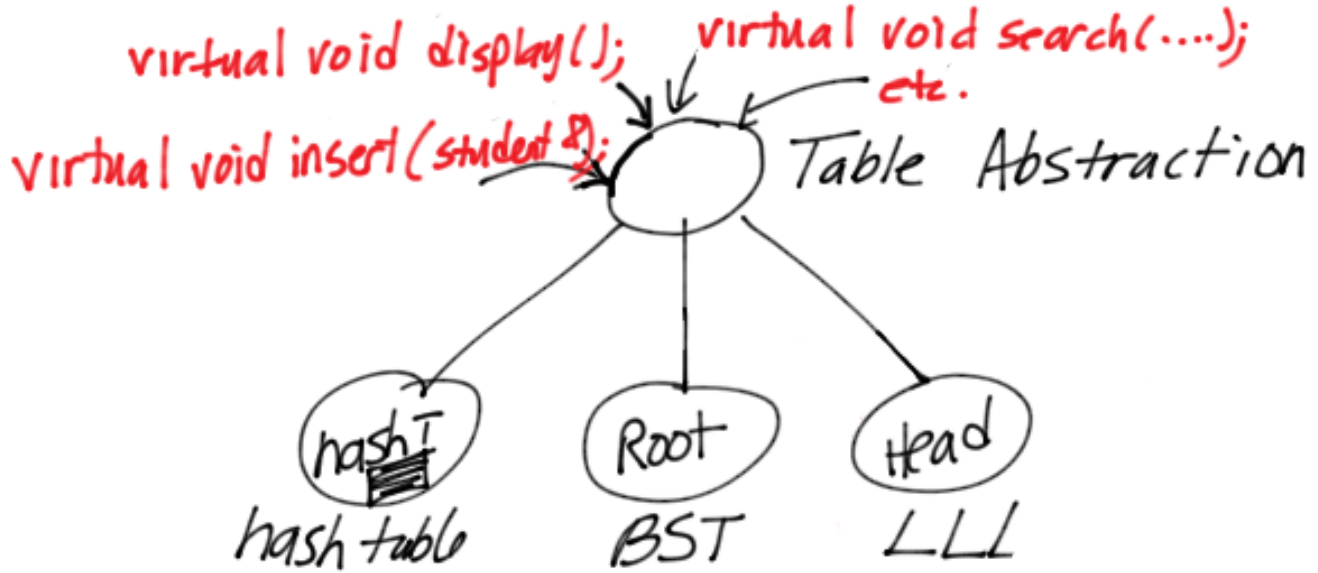 virtual void display();
virtual void search(....);
etc.
virtual void insert(student &);
Table Abstraction
hashT
Root
Head
hash table
BST
LLL